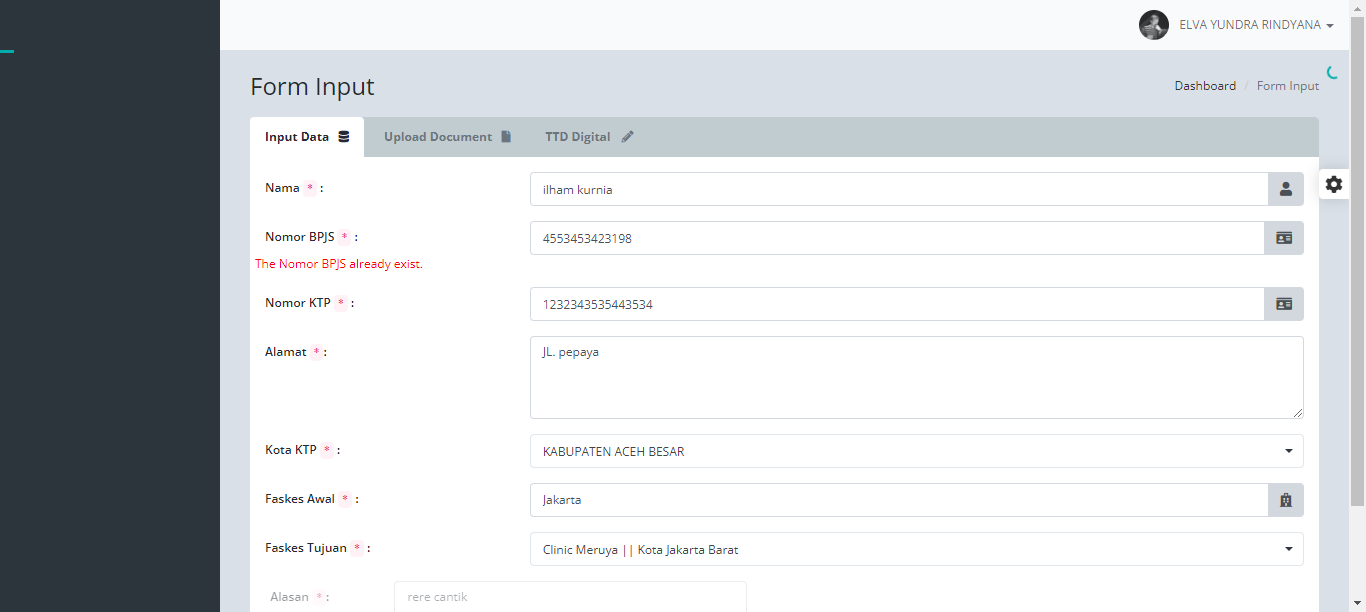 ELVA YUNDRA RINDYANA
Form Input
Dashboard / Form Input
Input Data
Upload Document
TTD Digital
Nama * :
ilham kurnia
Nomor BPJS * :
4553453423198
The Nomor BPJS already exist.
Nomor KTP * :
1232343535443534
Alamat * :
JL. pepaya
Kota KTP * :
KABUPATEN ACEH BESAR
Faskes Awal * :
Jakarta
Faskes Tujuan * :
Clinic Meruya || Kota Jakarta Barat
Alasan * :
rere cantik